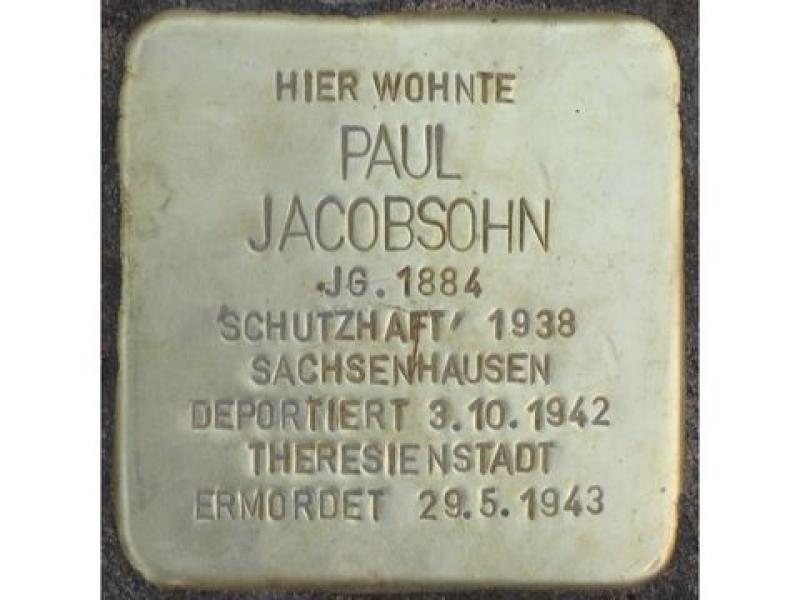 HIER WOHNTE
PAUL
JACOBSOHN
JG. 1884
'SCHUTZHAFT' 1938
SACHSENHAUSEN
DEPORTIERT 3.10.1942
THERESIENSTADT
ERMORDET 29.5.1943